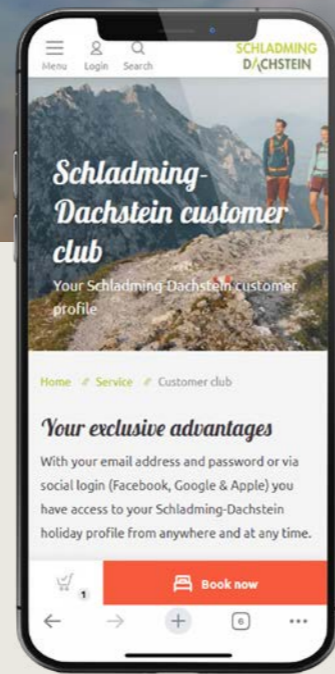 Menu Login Search
SCHLADMING
DACHSTEIN
Schladming-
Dachstein customer
club
Your Schladming-Dachstein customer
profile
Home // Service // Customer club
Your exclusive advantages
With your email address and password or via
social login (Facebook, Google & Apple) you
have access to your Schladming-Dachstein
holiday profile from anywhere and at any time.
1
Book now
6